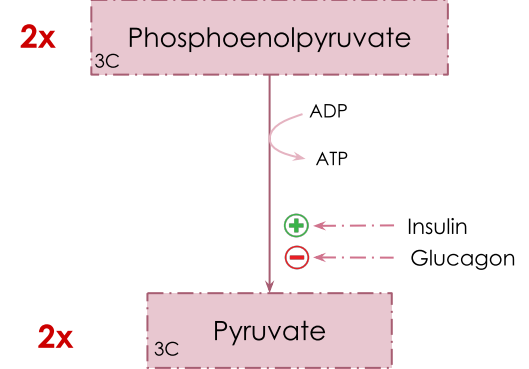 2x
Phosphoenolpyruvate
3C
ADP
ATP
Insulin
Glucagon
2x
Pyruvate
3C